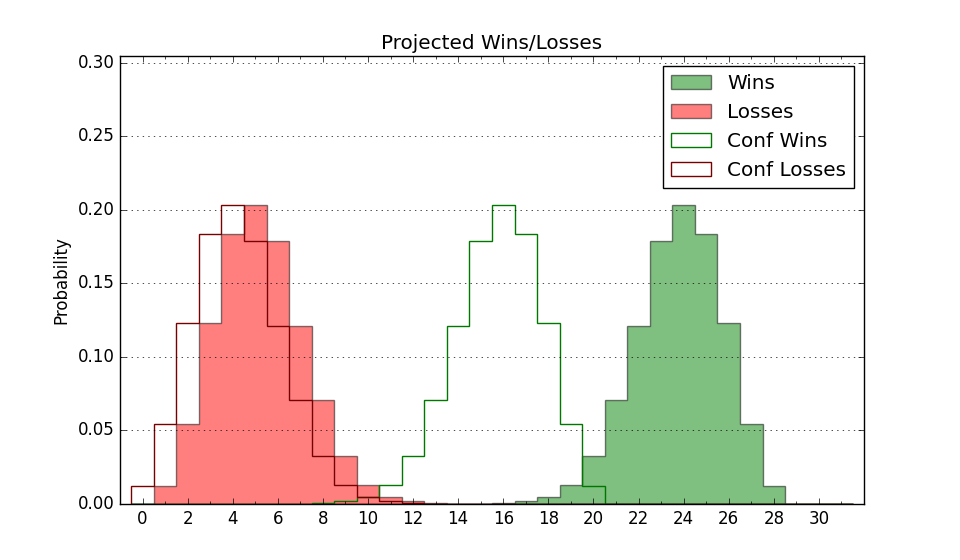 Projected Wins/Losses
0.30
0.25
0.20
0.15
0.10
0.05
0.00
Probability
Wins
Losses
Conf Wins
Conf Losses
0 2 4 6 8 10 12 14 16 18 20 22 24 26 28 30